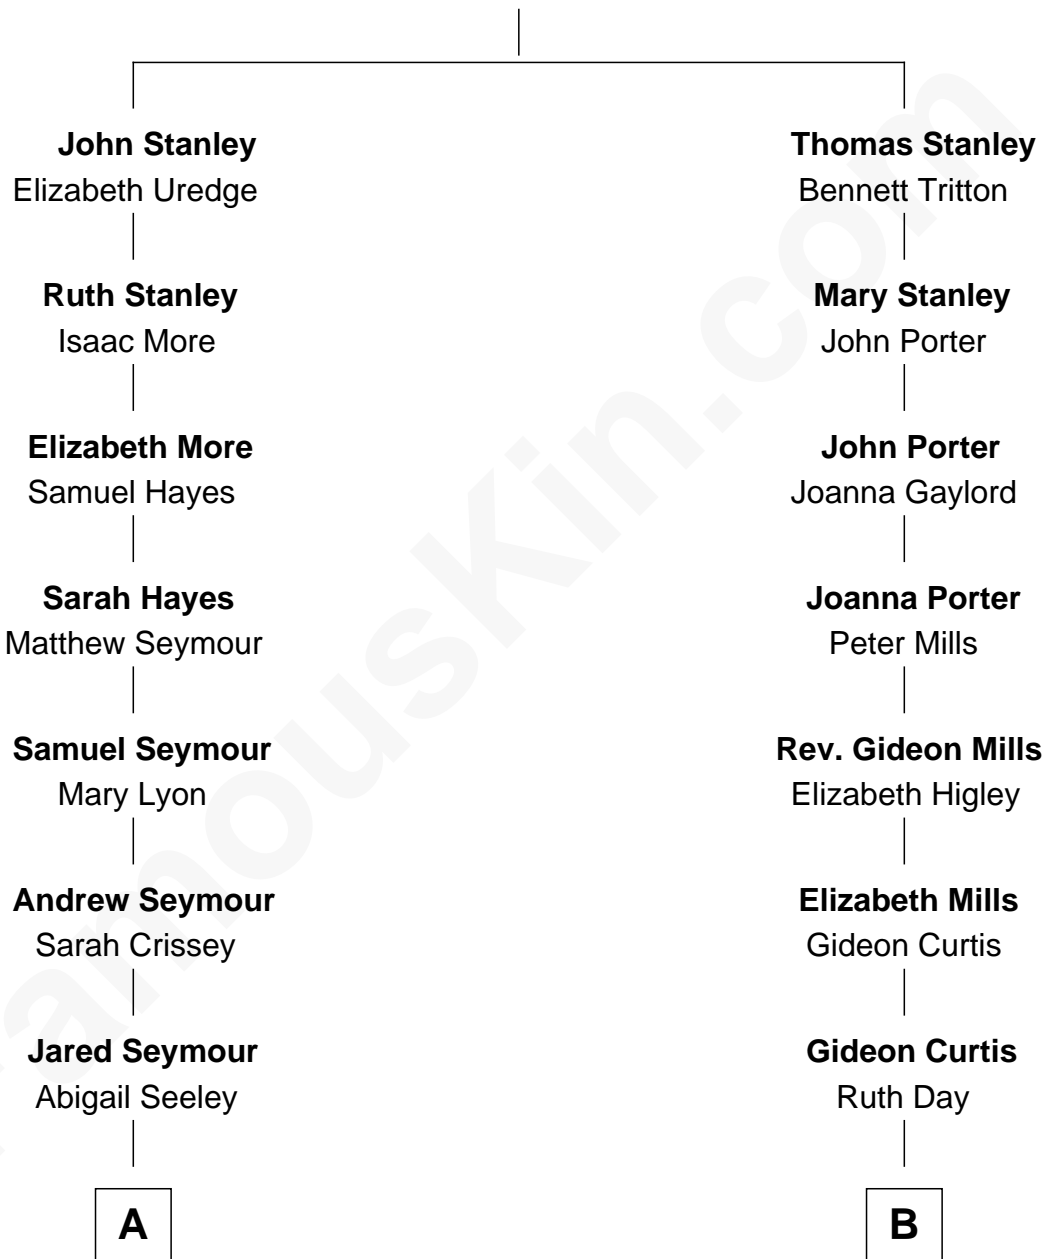 John Stanley
Elizabeth Uredge
Thomas Stanley
Bennett Tritton
Ruth Stanley
Isaac More
Mary Stanley
John Porter
Elizabeth More
Samuel Hayes
John Porter
Joanna Gaylord
Sarah Hayes
Matthew Seymour
Joanna Porter
Peter Mills
Samuel Seymour
Mary Lyon
Rev. Gideon Mills
Elizabeth Higley
Andrew Seymour
Sarah Crissey
Elizabeth Mills
Gideon Curtis
Jared Seymour
Abigail Seeley
Gideon Curtis
Ruth Day
A
B
FamousKin.com